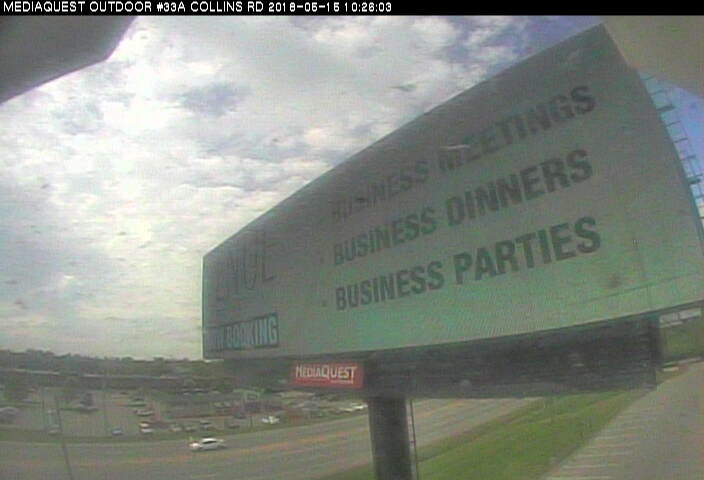 MEDIAQUEST OUTDOOR #33A COLLINS RD 2018-05-15 10:26:03
BUSINESS MEETINGS
· BUSINESS DINNERS
· BUSINESS PARTIES
BOOKING
MEDIAQUEST